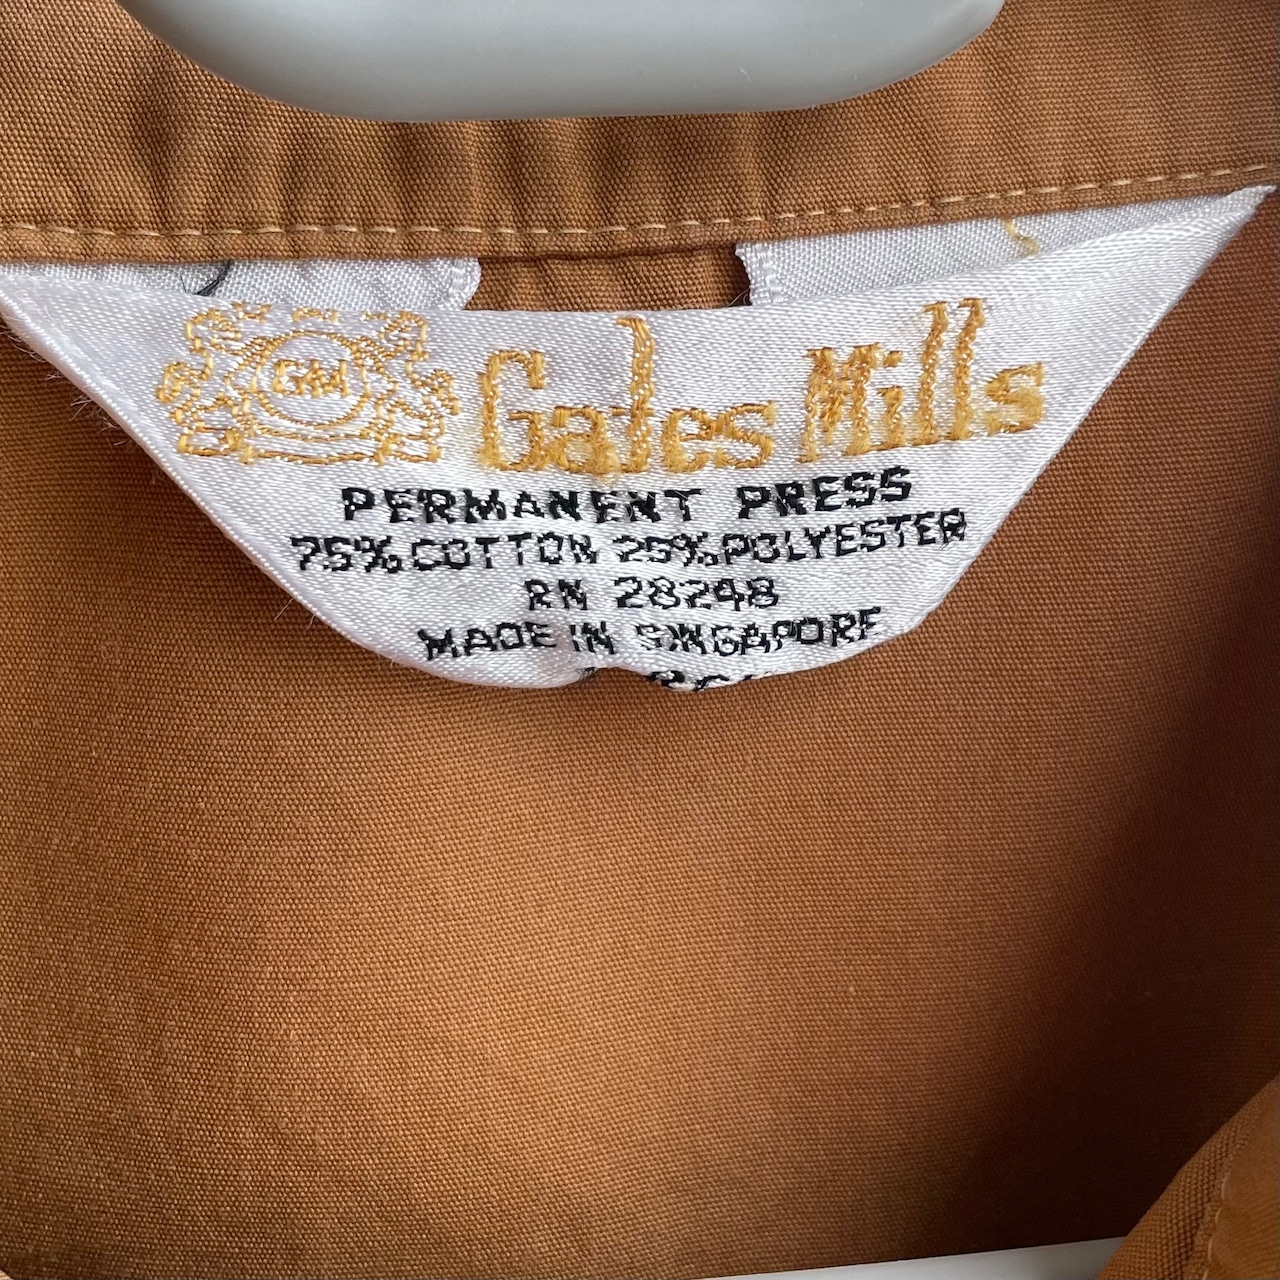 G&M
Gates Mills
PERMANENT PRESS
75% COTTON 25% POLYESTER
RN 28248
MADE IN SINGAPORE